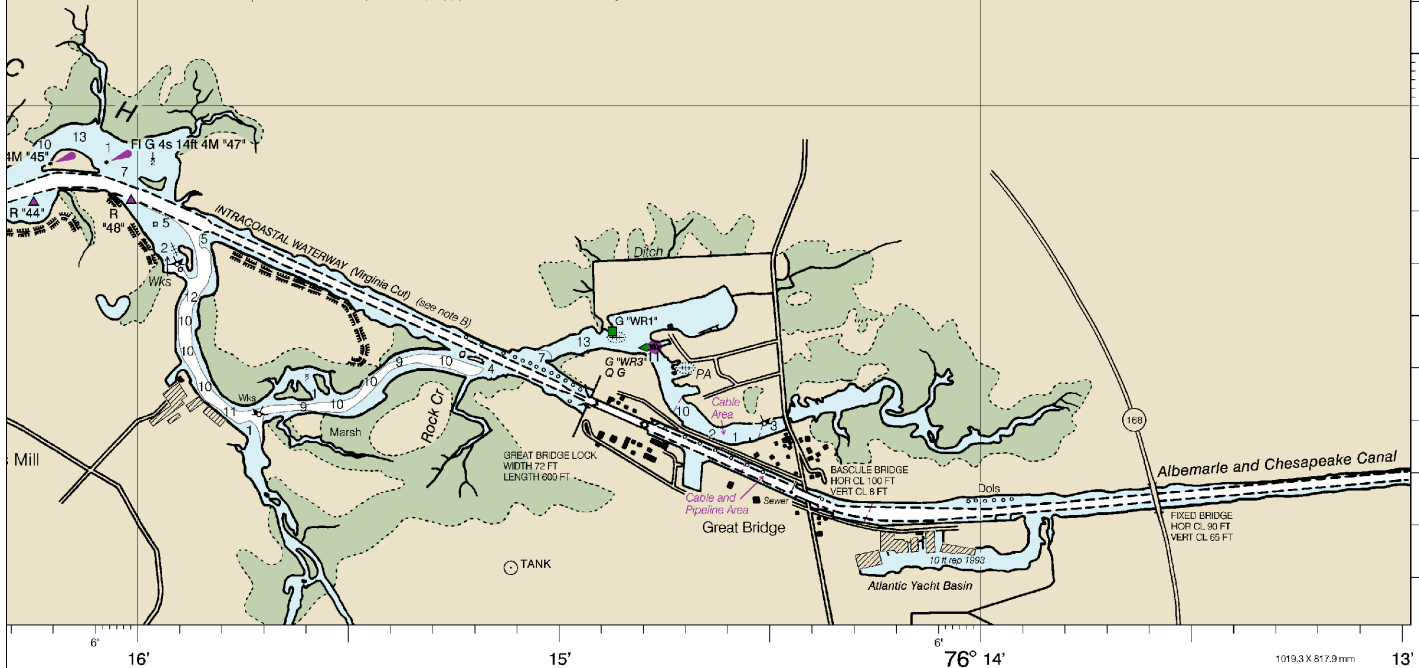 C
H
13
10
1
Fl G 4s 14ft 4M "47"
4M "45"
2
7
R "44"
R
"48"
5
5
2
1
Wks
INTRACOASTAL WATERWAY (Virginia Cut) (see note B)
Ditch
12
10
10
10
11
G "WR1"
13
7
G "WR3"
Q G
11
PA
10
4
9
10
10
9
Wks
Marsh
Rock Cr
10
Cable
Area
2
1
3
168
s Mill
GREAT BRIDGE LOCK
WIDTH 72 FT
LENGTH 600 FT
BASCULE BRIDGE
HOR CL 100 FT
VERT CL 8 FT
Albemarle and Chesapeake Canal
Dols
Cable and
Pipeline Area
Sewer
Great Bridge
FIXED BRIDGE
HOR CL 90 FT
VERT CL 65 FT
TANK
10 ft rep 1993
Atlantic Yacht Basin
6'
6'
16'
15'
76° 14'
1019.3 X 817.9 mm
13'